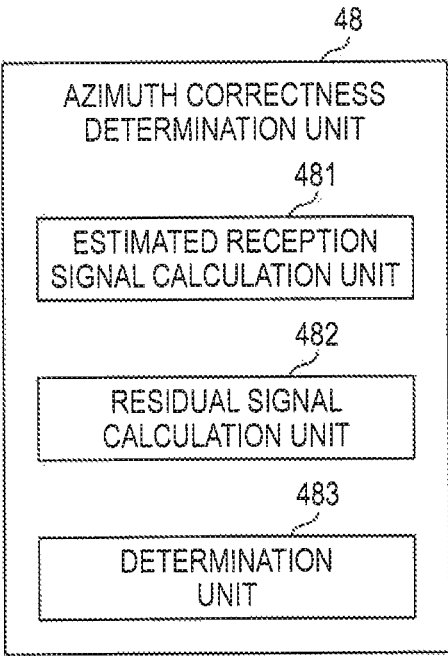 48
AZIMUTH CORRECTNESS
DETERMINATION UNIT
481
ESTIMATED RECEPTION
SIGNAL CALCULATION UNIT
482
RESIDUAL SIGNAL
CALCULATION UNIT
483
DETERMINATION
UNIT